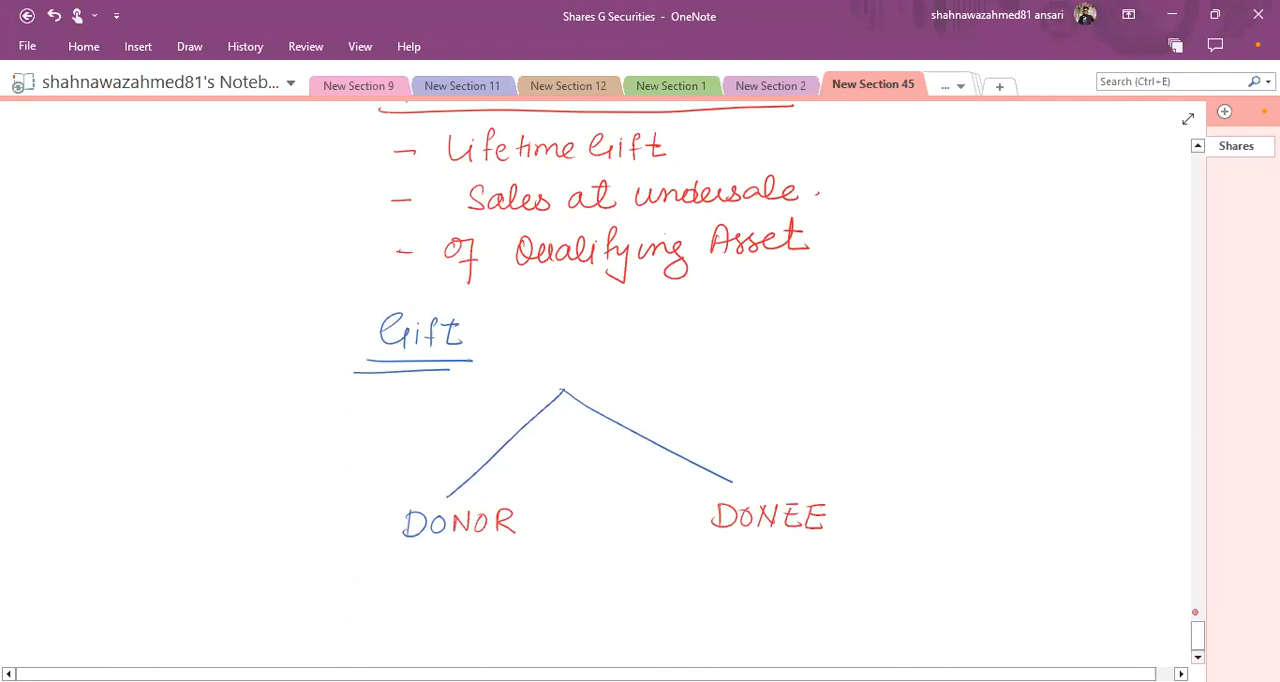 Shares G Securities - OneNote
shahnawazahmed81 ansari
File Home Insert Draw History Review View Help
shahnawazahmed81's Noteb...
New Section 9 New Section 11 New Section 12 New Section 1 New Section 2 New Section 45 ...
Search (Ctrl+E)
Shares
- Lifetime Gift
- Sales at undersale.
- Of Qualifying Asset
Gift
DONOR DONEE